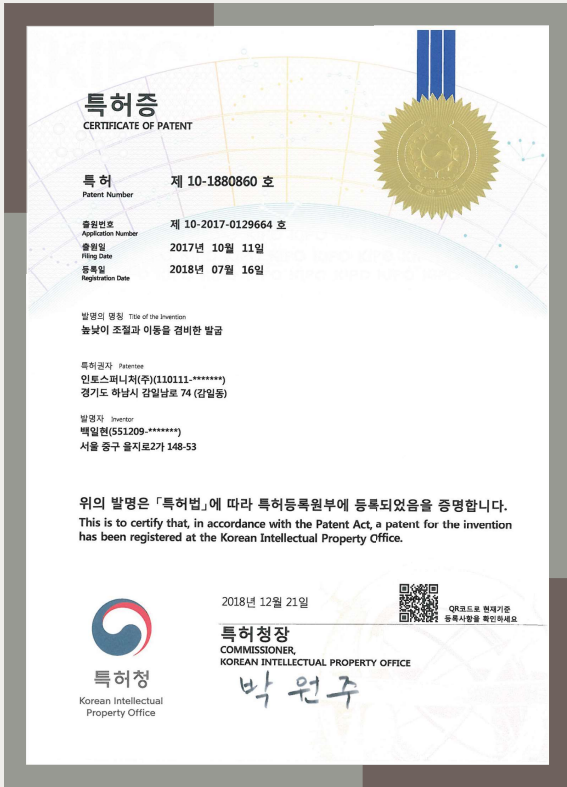 특허증
CERTIFICATE OF PATENT
특 허 제 10-1880860 호
Patent Number
출원번호 제 10-2017-0129664 호
Application Number
출원일 2017년 10월 11일
Filing Date
등록일 2018년 07월 16일
Registration Date
발명의 명칭 Title of the Invention
높낮이 조절과 이동을 겸비한 발굽
특허권자 Patentee
인토스퍼니처(주)(110111-*******)
경기도 하남시 감일남로 74 (감일동)
발명자 Inventor
백일현(551209-*******)
서울 중구 을지로2가 148-53
위의 발명은 「특허법」에 따라 특허등록원부에 등록되었음을 증명합니다.
This is to certify that, in accordance with the Patent Act, a patent for the invention
has been registered at the Korean Intellectual Property Office.
2018년 12월 21일
QR코드로 현재기준
등록사항을 확인하세요
특허청장
COMMISSIONER,
KOREAN INTELLECTUAL PROPERTY OFFICE
박원주
특허청
Korean Intellectual
Property Office